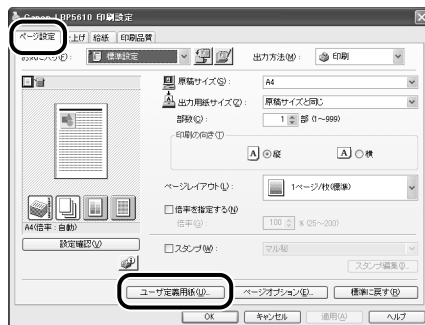 Canon LBP5610 印刷設定
ページ設定 仕上げ 給紙 印刷品質
お気に入り(F): 標準設定 出力方法(M): 印刷
原稿サイズ(S): A4
出力用紙サイズ(Z): 原稿サイズと同じ
部数(C): 1 部 (1~999)
印刷の向き(T)
A 縦 A 横
ページレイアウト(L): 1ページ/枚(標準)
倍率を指定する(N)
倍率(G): 100 % (25~200)
A4(倍率: 自動)
設定確認(V) スタンプ(W): マル秘
スタンプ編集(I)...
ユーザ定義用紙(U)... ページオプション(E)... 標準に戻す(R)
OK キャンセル 適用(A) ヘルプ